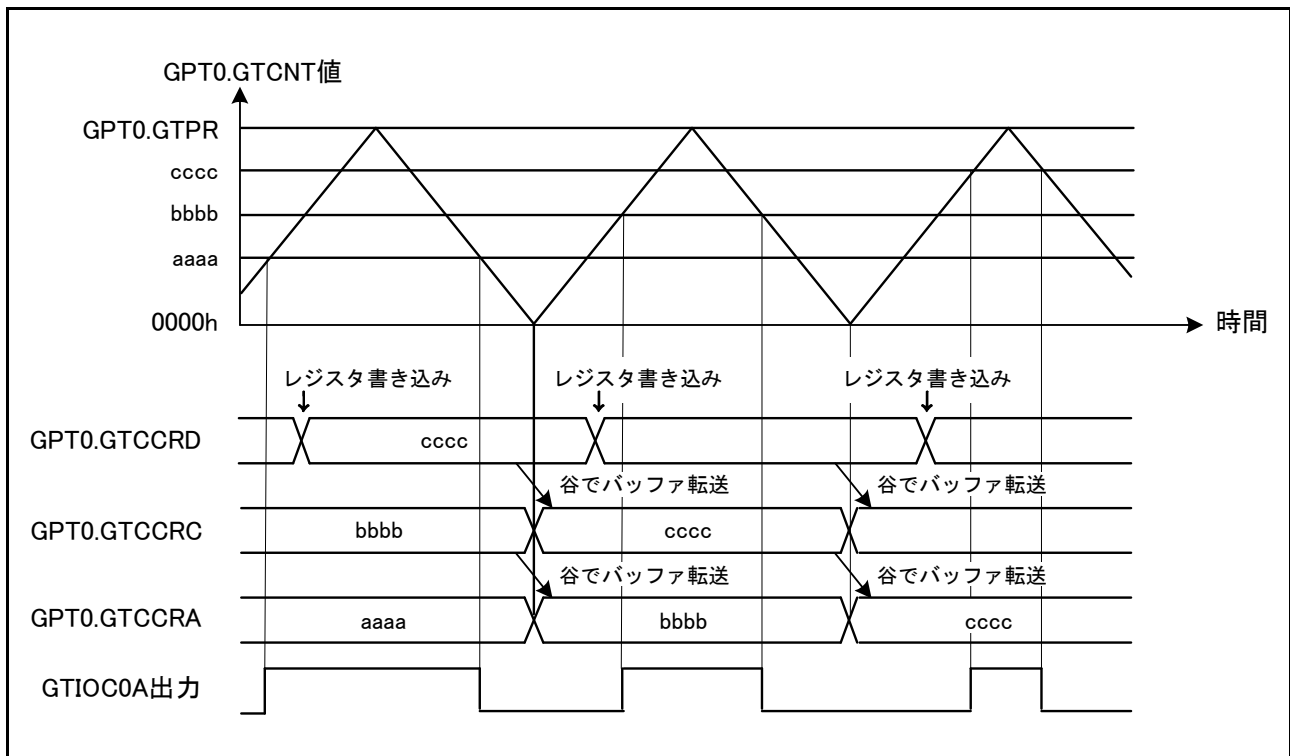 GPT0.GTCNT値
GPT0.GTPR
cccc
bbbb
aaaa
0000h
時間
レジスタ書き込み レジスタ書き込み レジスタ書き込み
GPT0.GTCCRD cccc
谷でバッファ転送 谷でバッファ転送
GPT0.GTCCRC bbbb cccc
谷でバッファ転送 谷でバッファ転送
GPT0.GTCCRA aaaa bbbb cccc
GTIOC0A出力